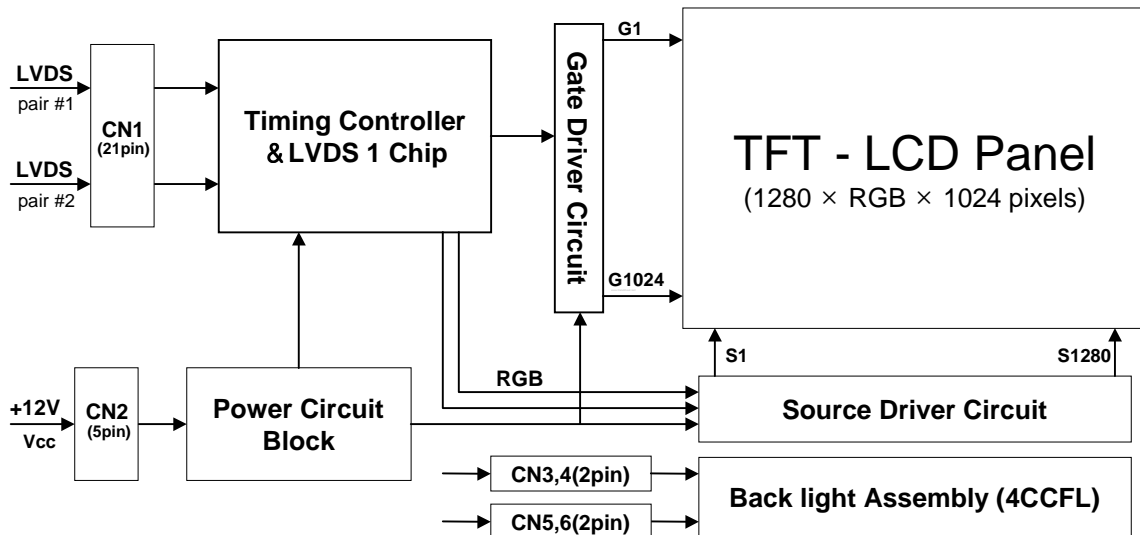 LVDS
pair #1
LVDS
pair #2
CN1
(21pin)
Timing Controller
&LVDS 1 Chip
Gate Driver Circuit
G1
G1024
TFT - LCD Panel
(1280 × RGB × 1024 pixels)
S1
S1280
RGB
+12V
Vcc
CN2
(5pin)
Power Circuit
Block
Source Driver Circuit
CN3,4(2pin)
CN5,6(2pin)
Back light Assembly (4CCFL)